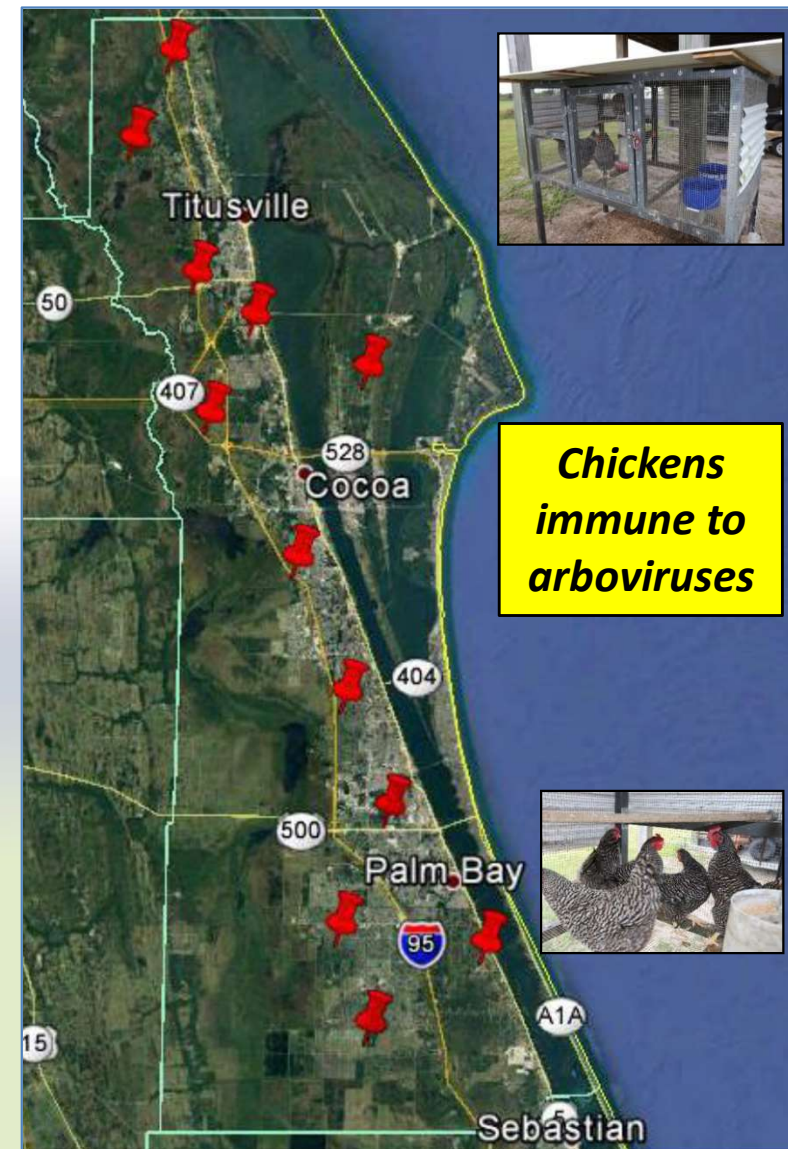 Titusville
50
407
528
Cocoa
Chickens
immune to
arboviruses
404
500
Palm Bay
95
A1A
15
Sebastian